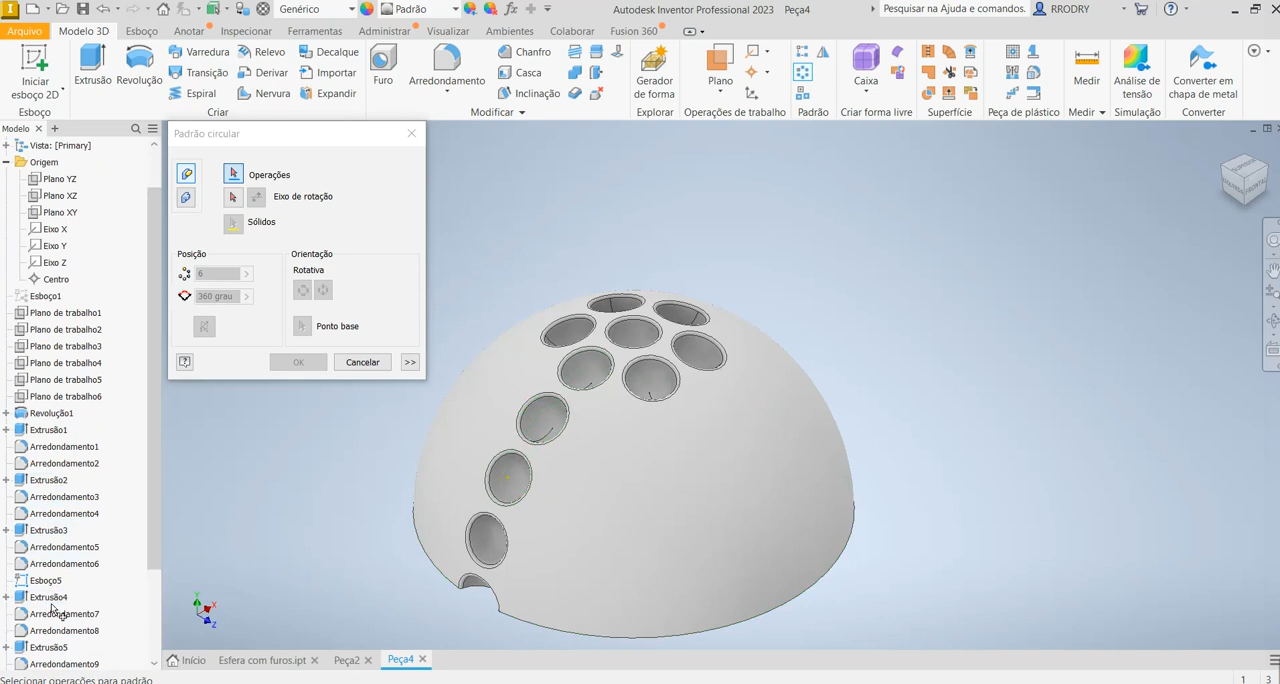 Genérico
Padrão
Autodesk Inventor Professional 2023 Peça4
Pesquisar na Ajuda e comandos.
RRODRY
Arquivo Modelo 3D Esboço Anotar Inspecionar Ferramentas Administrar Visualizar Ambientes Colaborar Fusion 360
Iniciar
esboço 2D
Esboço
Extrusão
Revolução
Varredura
Transição
Espiral
Relevo
Derivar
Nervura
Decalque
Importar
Expandir
Criar
Furo
Arredondamento
Chanfro
Casca
Inclinação
Modificar
Gerador
de forma
Explorar
Plano
Operações de trabalho
Padrão
Caixa
Criar forma livre
Superfície
Peça de plástico
Medir
Medir
Análise de
tensão
Simulação
Converter em
chapa de metal
Converter
Modelo
Vista: [Primary]
Origem
Plano YZ
Plano XZ
Plano XY
Eixo X
Eixo Y
Eixo Z
Centro
Esboço1
Plano de trabalho1
Plano de trabalho2
Plano de trabalho3
Plano de trabalho4
Plano de trabalho5
Plano de trabalho6
Revolução1
Extrusão1
Arredondamento1
Arredondamento2
Extrusão2
Arredondamento3
Arredondamento4
Extrusão3
Arredondamento5
Arredondamento6
Esboço5
Extrusão4
Arredondamento7
Arredondamento8
Extrusão5
Arredondamento9
Padrão circular
Operações
Eixo de rotação
Sólidos
Posição
6
360 grau
Orientação
Rotativa
Ponto base
OK
Cancelar
>>
SUPERIOR
FRONTAL
Y
X
Z
Início
Esfera com furos.ipt
Peça2
Peça4
Selecionar operações para padrão
1 3